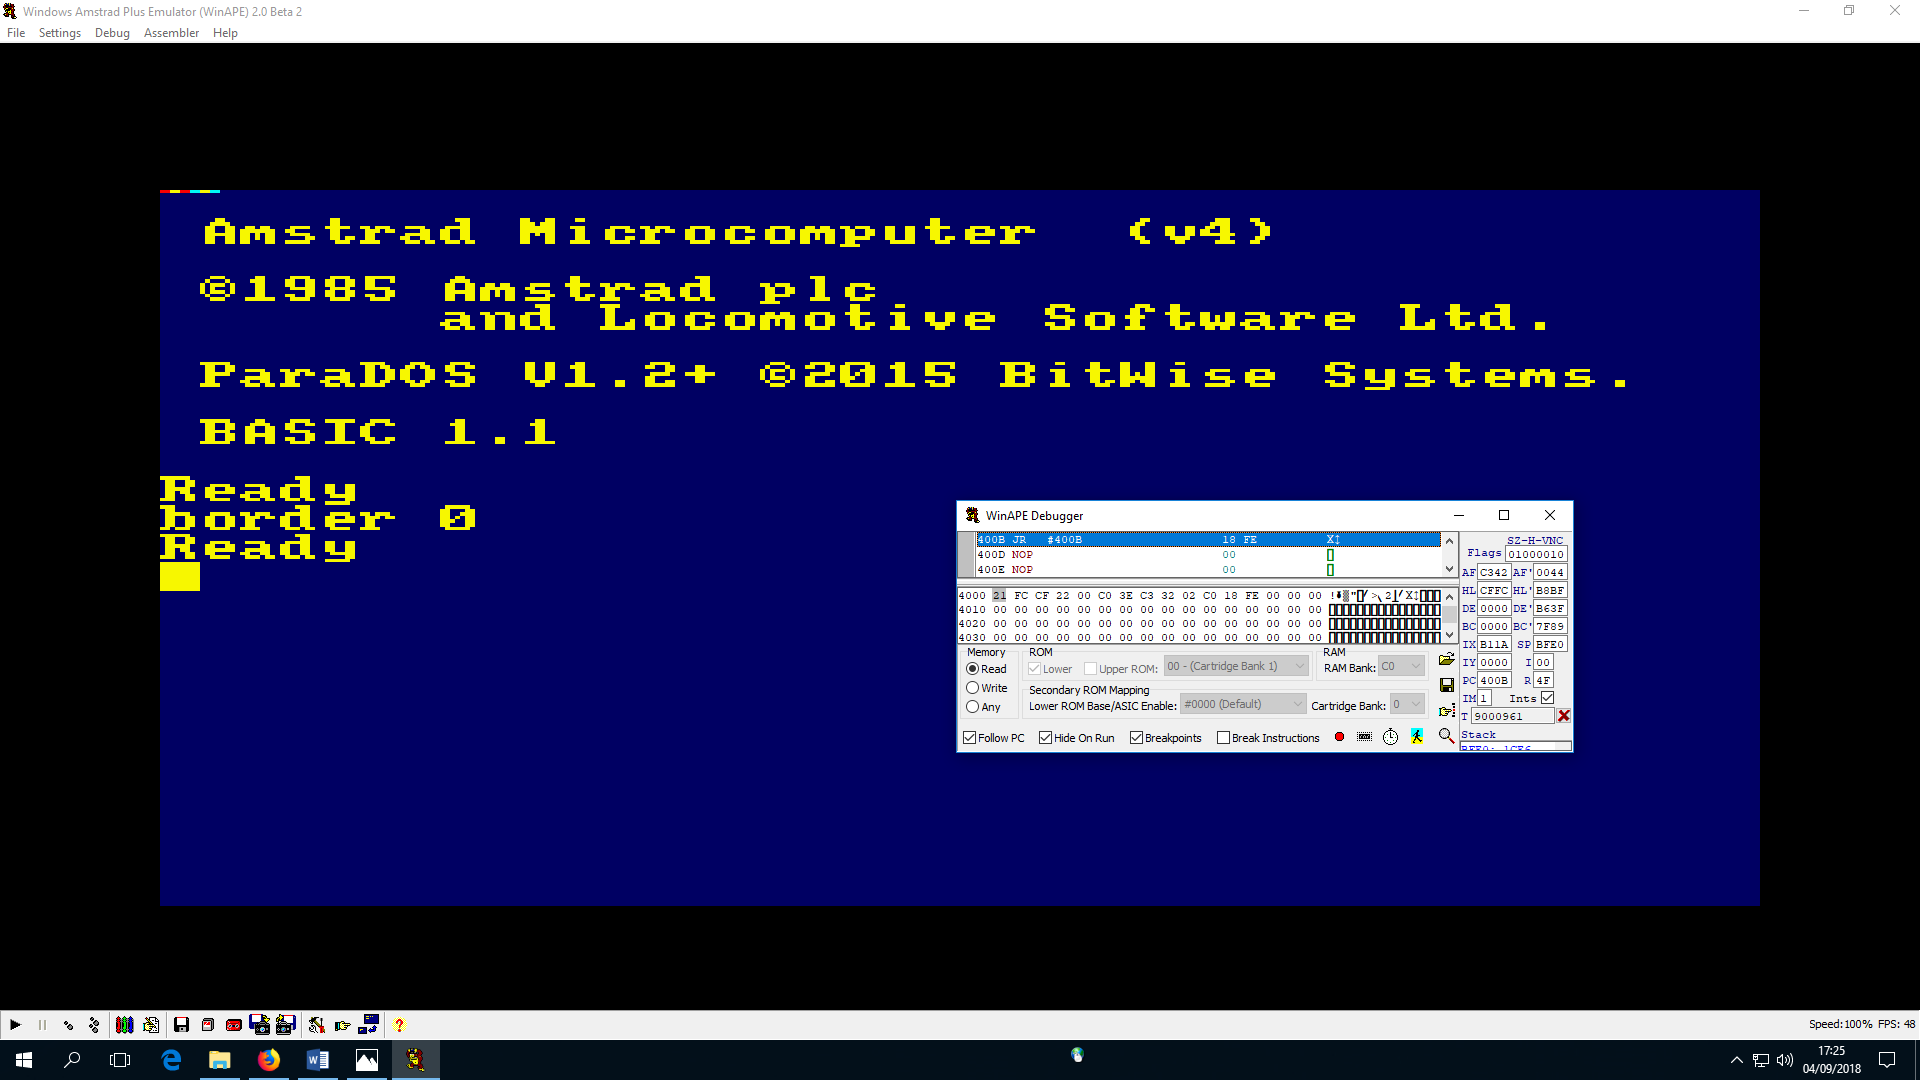 Windows Amstrad Plus Emulator (WinAPE) 2.0 Beta 2
File Settings Debug Assembler Help
Amstrad Microcomputer (v4)
©1985 Amstrad plc
and Locomotive Software Ltd.
ParaDOS V1.2+ ©2015 BitWise Systems.
BASIC 1.1
Ready
border 0
Ready
WinAPE Debugger
400B JR #400B 18 FE
400D NOP 00
400E NOP 00
4000 21 FC CF 22 00 C0 3E C3 32 02 C0 18 FE 00 00 00
4010 00 00 00 00 00 00 00 00 00 00 00 00 00 00 00 00
4020 00 00 00 00 00 00 00 00 00 00 00 00 00 00 00 00
4030 00 00 00 00 00 00 00 00 00 00 00 00 00 00 00 00
SZ-H-VNC
Flags 01000010
AF C342 AF' 0044
HL CFFC HL' B8BF
DE 0000 DE' B63F
BC 0000 BC' 7F89
IX B11A SP BFE0
IY 0000 I 00
PC 400B R 4F
IM 1 Ints
T 9000961
Stack
Memory
Read
Write
Any
ROM
Lower Upper ROM: 00 - (Cartridge Bank 1)
RAM
RAM Bank: C0
Secondary ROM Mapping
Lower ROM Base/ASIC Enable: #0000 (Default) Cartridge Bank: 0
Follow PC Hide On Run Breakpoints Break Instructions
Speed:100% FPS: 48
17:25
04/09/2018